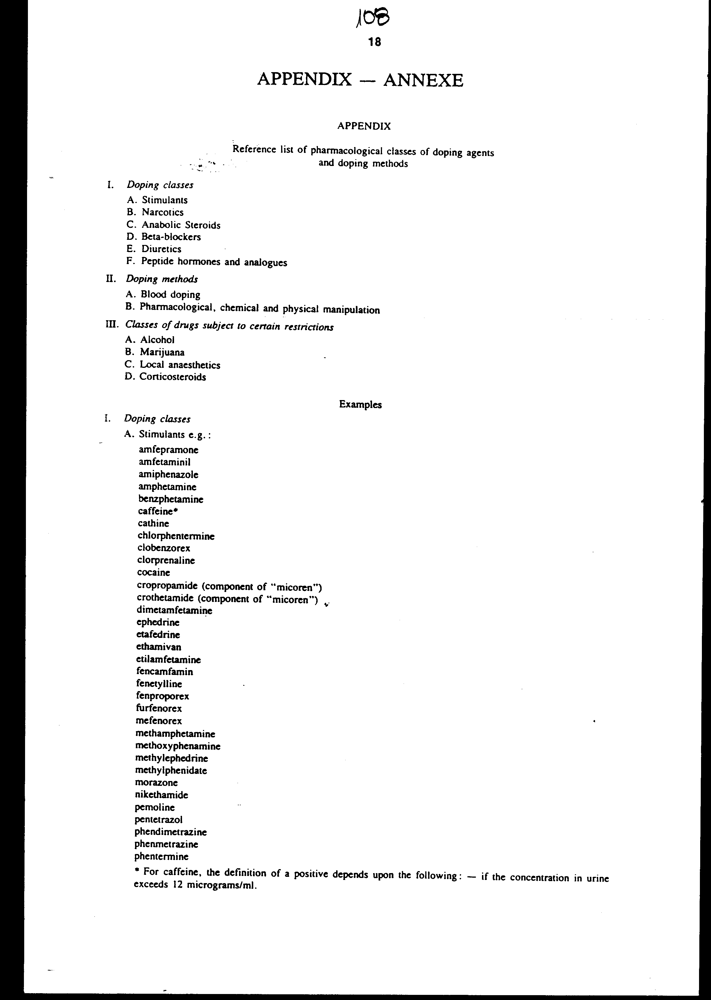 108
18
APPENDIX — ANNEXE
APPENDIX
Reference list of pharmacological classes of doping agents
and doping methods
I. Doping classes
A. Stimulants
B. Narcotics
C. Anabolic Steroids
D. Beta-blockers
E. Diuretics
F. Peptide hormones and analogues
II. Doping methods
A. Blood doping
B. Pharmacological, chemical and physical manipulation
III. Classes of drugs subject to certain restrictions
A. Alcohol
B. Marijuana
C. Local anaesthetics
D. Corticosteroids
Examples
I. Doping classes
A. Stimulants e.g. :
amfepramone
amfetaminil
amiphenazole
amphetamine
benzphetamine
caffeine*
cathine
chlorphentermine
clobenzorex
clorprenaline
cocaine
cropropamide (component of “micoren”)
crothetamide (component of “micoren”)
dimetamfetamine
ephedrine
etafedrine
ethamivan
etilamfetamine
fencamfamin
fenetylline
fenproporex
furfenorex
mefenorex
methamphetamine
methoxyphenamine
methylephedrine
methylphenidate
morazone
nikethamide
pemoline
pentetrazol
phendimetrazine
phenmetrazine
phentermine
* For caffeine, the definition of a positive depends upon the following : — if the concentration in urine
exceeds 12 micrograms/ml.